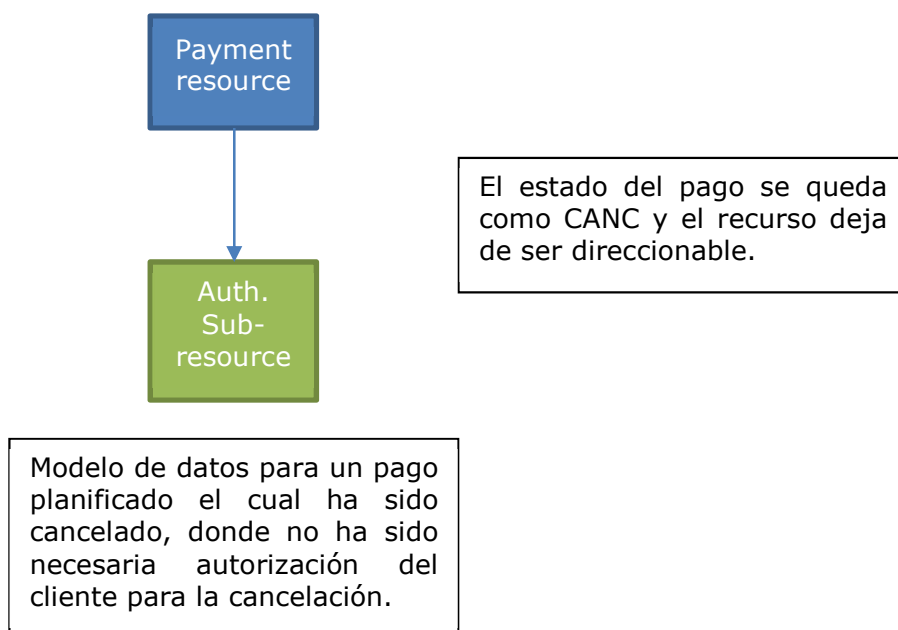 Payment
resource
El estado del pago se queda
como CANC y el recurso deja
de ser direccionable.
Auth.
Sub-
resource
Modelo de datos para un pago
planificado el cual ha sido
cancelado, donde no ha sido
necesaria autorización del
cliente para la cancelación.